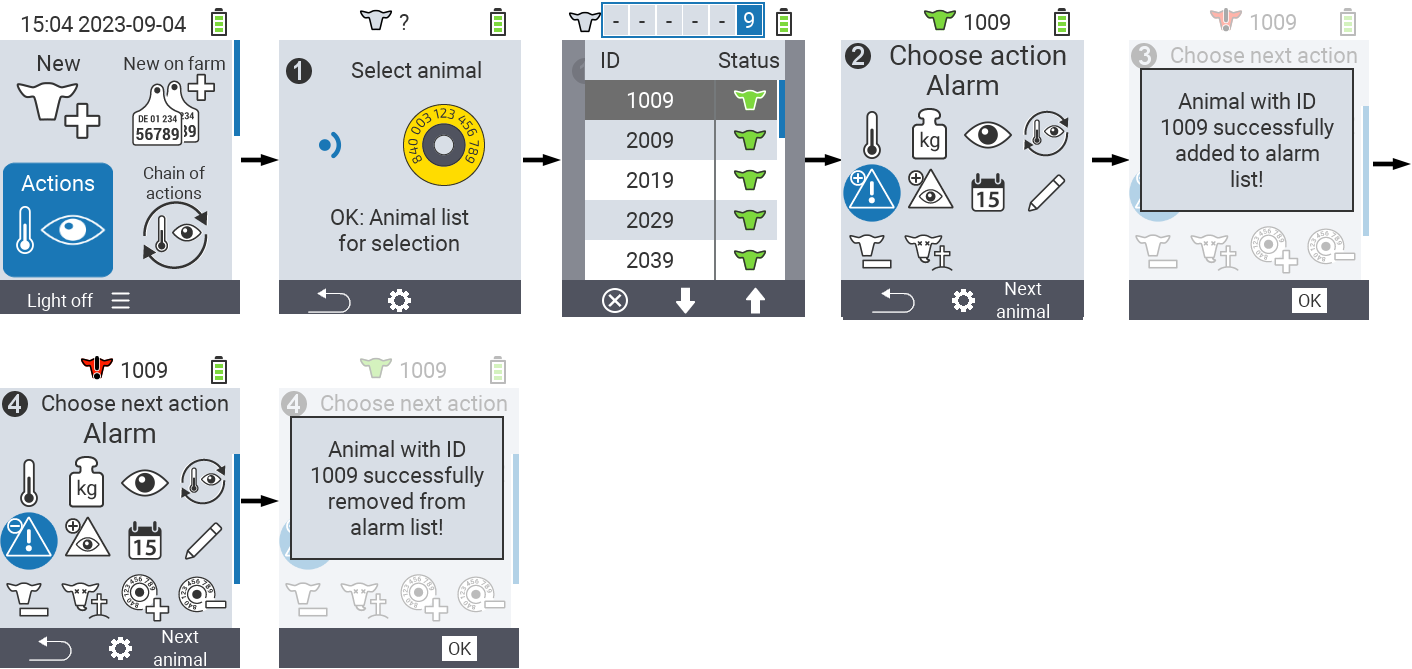 15:04 2023-09-04
New
New on farm
DE 01 234
234
56789
89
Actions
Chain of
actions
Light off
?
1
Select animal
840 003 123 456 789
OK: Animal list
for selection
- - - - - 9
ID Status
1009
2009
2019
2029
2039
1009
2 Choose action
Alarm
kg
15
Next
animal
1009
3 Choose next action
Animal with ID
1009 successfully
added to alarm
list!
OK
1009
4 Choose next action
Alarm
kg
15
Next
animal
1009
4 Choose next action
Animal with ID
1009 successfully
removed from
alarm list!
OK